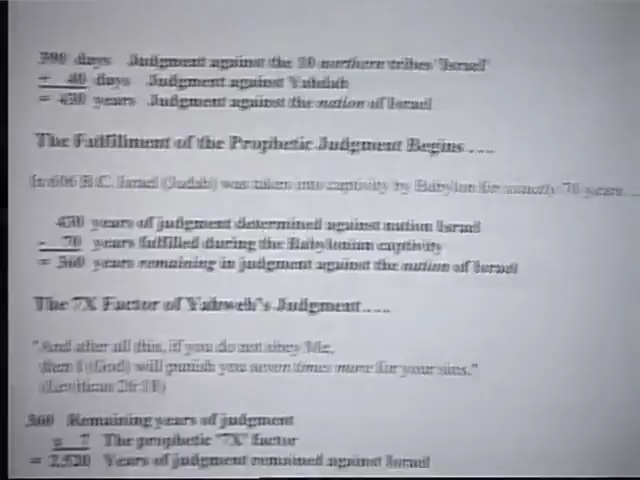 390 days Judgment against the 10 northern tribes 'Israel'
+ 40 days Judgment against Yahdah
= 430 years Judgment against the nation of Israel
The Fulfillment of the Prophetic Judgment Begins ....
In 606 B.C. Israel (Judah) was taken into captivity by Babylon for exactly 70 years....
430 years of judgment determined against nation Israel
- 70 years fulfilled during the Babylonian captivity
= 360 years remaining in judgment against the nation of Israel
The 7X Factor of Yahweh's Judgment.....
"And after all this, if you do not obey Me,
then I (God) will punish you seven times more for your sins."
(Leviticus 26:18)
360 Remaining years of judgment
x 7 The prophetic "7X" factor
= 2,520 Years of judgment remained against Israel